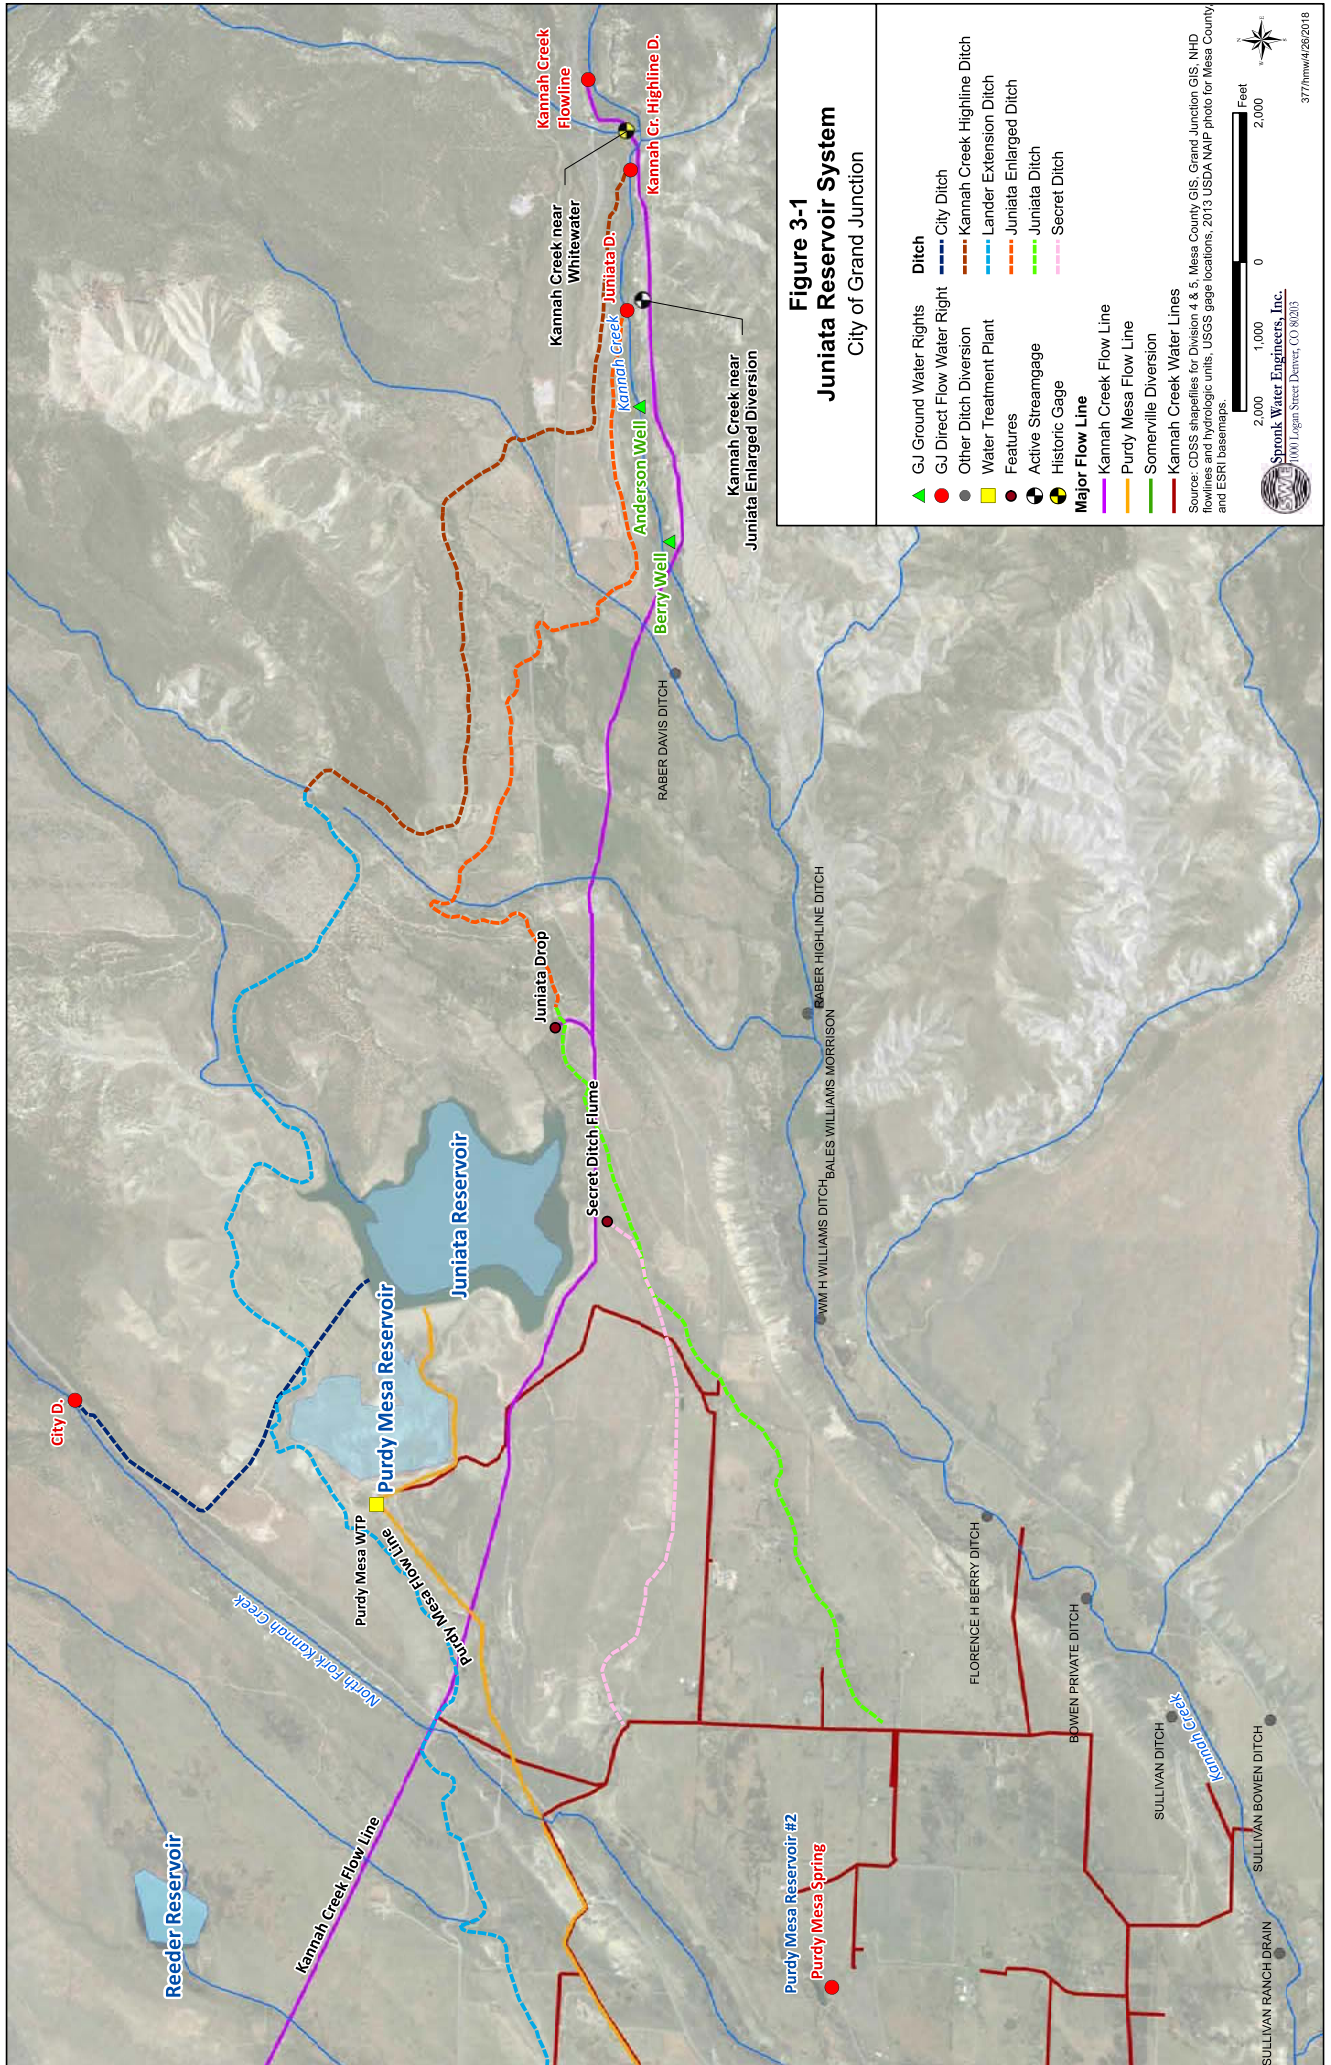 Figure 3-1
Juniata Reservoir System
City of Grand Junction
GJ Ground Water Rights
GJ Direct Flow Water Right
Other Ditch Diversion
Water Treatment Plant
Features
Active Streamgage
Historic Gage
Major Flow Line
Kannah Creek Flow Line
Purdy Mesa Flow Line
Somerville Diversion
Kannah Creek Water Lines
Ditch
City Ditch
Kannah Creek Highline Ditch
Lander Extension Ditch
Juniata Enlarged Ditch
Juniata Ditch
Secret Ditch
Source: CDSS shapefiles for Division 4 & 5, Mesa County GIS, Grand Junction GIS, NHD
flowlines and hydrologic units, USGS gage locations, 2013 USDA NAIP photo for Mesa County,
and ESRI basemaps.
2,000 1,000 0 2,000
Feet
N
E
S
W
SWE
Spronk Water Engineers, Inc.
1000 Logan Street Denver, CO 80203
377/hmw/4/26/2018
Reeder Reservoir
Kannah Creek Flow Line
North Fork Kannah Creek
City D.
Purdy Mesa WTP
Purdy Mesa Flow Line
Purdy Mesa Reservoir
Juniata Reservoir
Secret Ditch Flume
Juniata Drop
Kannah Creek
Flowline
Kannah Cr. Highline D.
Kannah Creek near
Whitewater
Juniata D.
Kannah Creek
Anderson Well
Berry Well
Kannah Creek near
Juniata Enlarged Diversion
RABER DAVIS DITCH
RABER HIGHLINE DITCH
BALES WILLIAMS MORRISON
WM H WILLIAMS DITCH
FLORENCE H BERRY DITCH
BOWEN PRIVATE DITCH
Kannah Creek
SULLIVAN DITCH
SULLIVAN BOWEN DITCH
SULLIVAN RANCH DRAIN
Purdy Mesa Reservoir #2
Purdy Mesa Spring